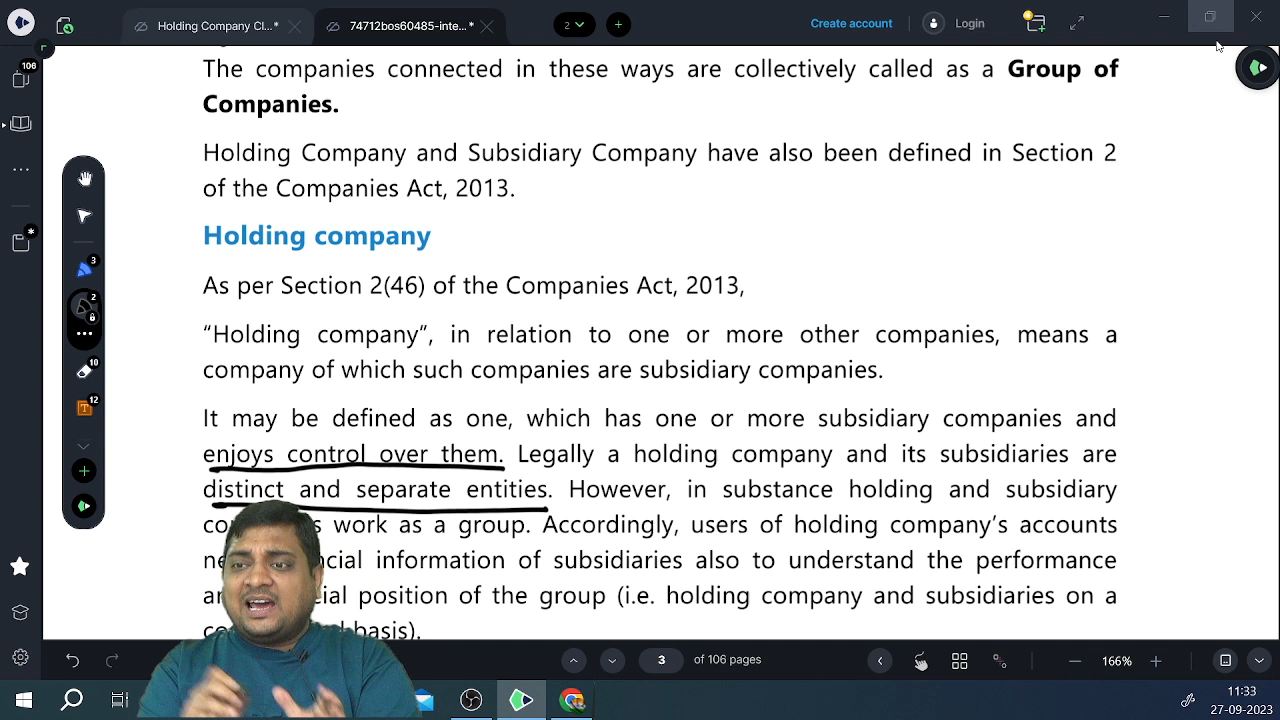 Holding Company Cl...*
74712bos60485-inte...*
2
Create account
Login
106
The companies connected in these ways are collectively called as a Group of
Companies.
Holding Company and Subsidiary Company have also been defined in Section 2
of the Companies Act, 2013.
Holding company
As per Section 2(46) of the Companies Act, 2013,
“Holding company”, in relation to one or more other companies, means a
company of which such companies are subsidiary companies.
It may be defined as one, which has one or more subsidiary companies and
enjoys control over them. Legally a holding company and its subsidiaries are
distinct and separate entities. However, in substance holding and subsidiary
work as a group. Accordingly, users of holding company’s accounts
information of subsidiaries also to understand the performance
position of the group (i.e. holding company and subsidiaries on a
basis).
3
2
10
12
T
3 of 106 pages
166%
11:33
27-09-2023